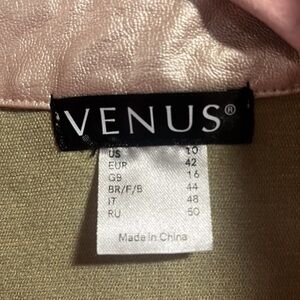 VENUS®
US 10
EUR 42
GB 16
BR/F/B 44
IT 48
RU 50
Made in China